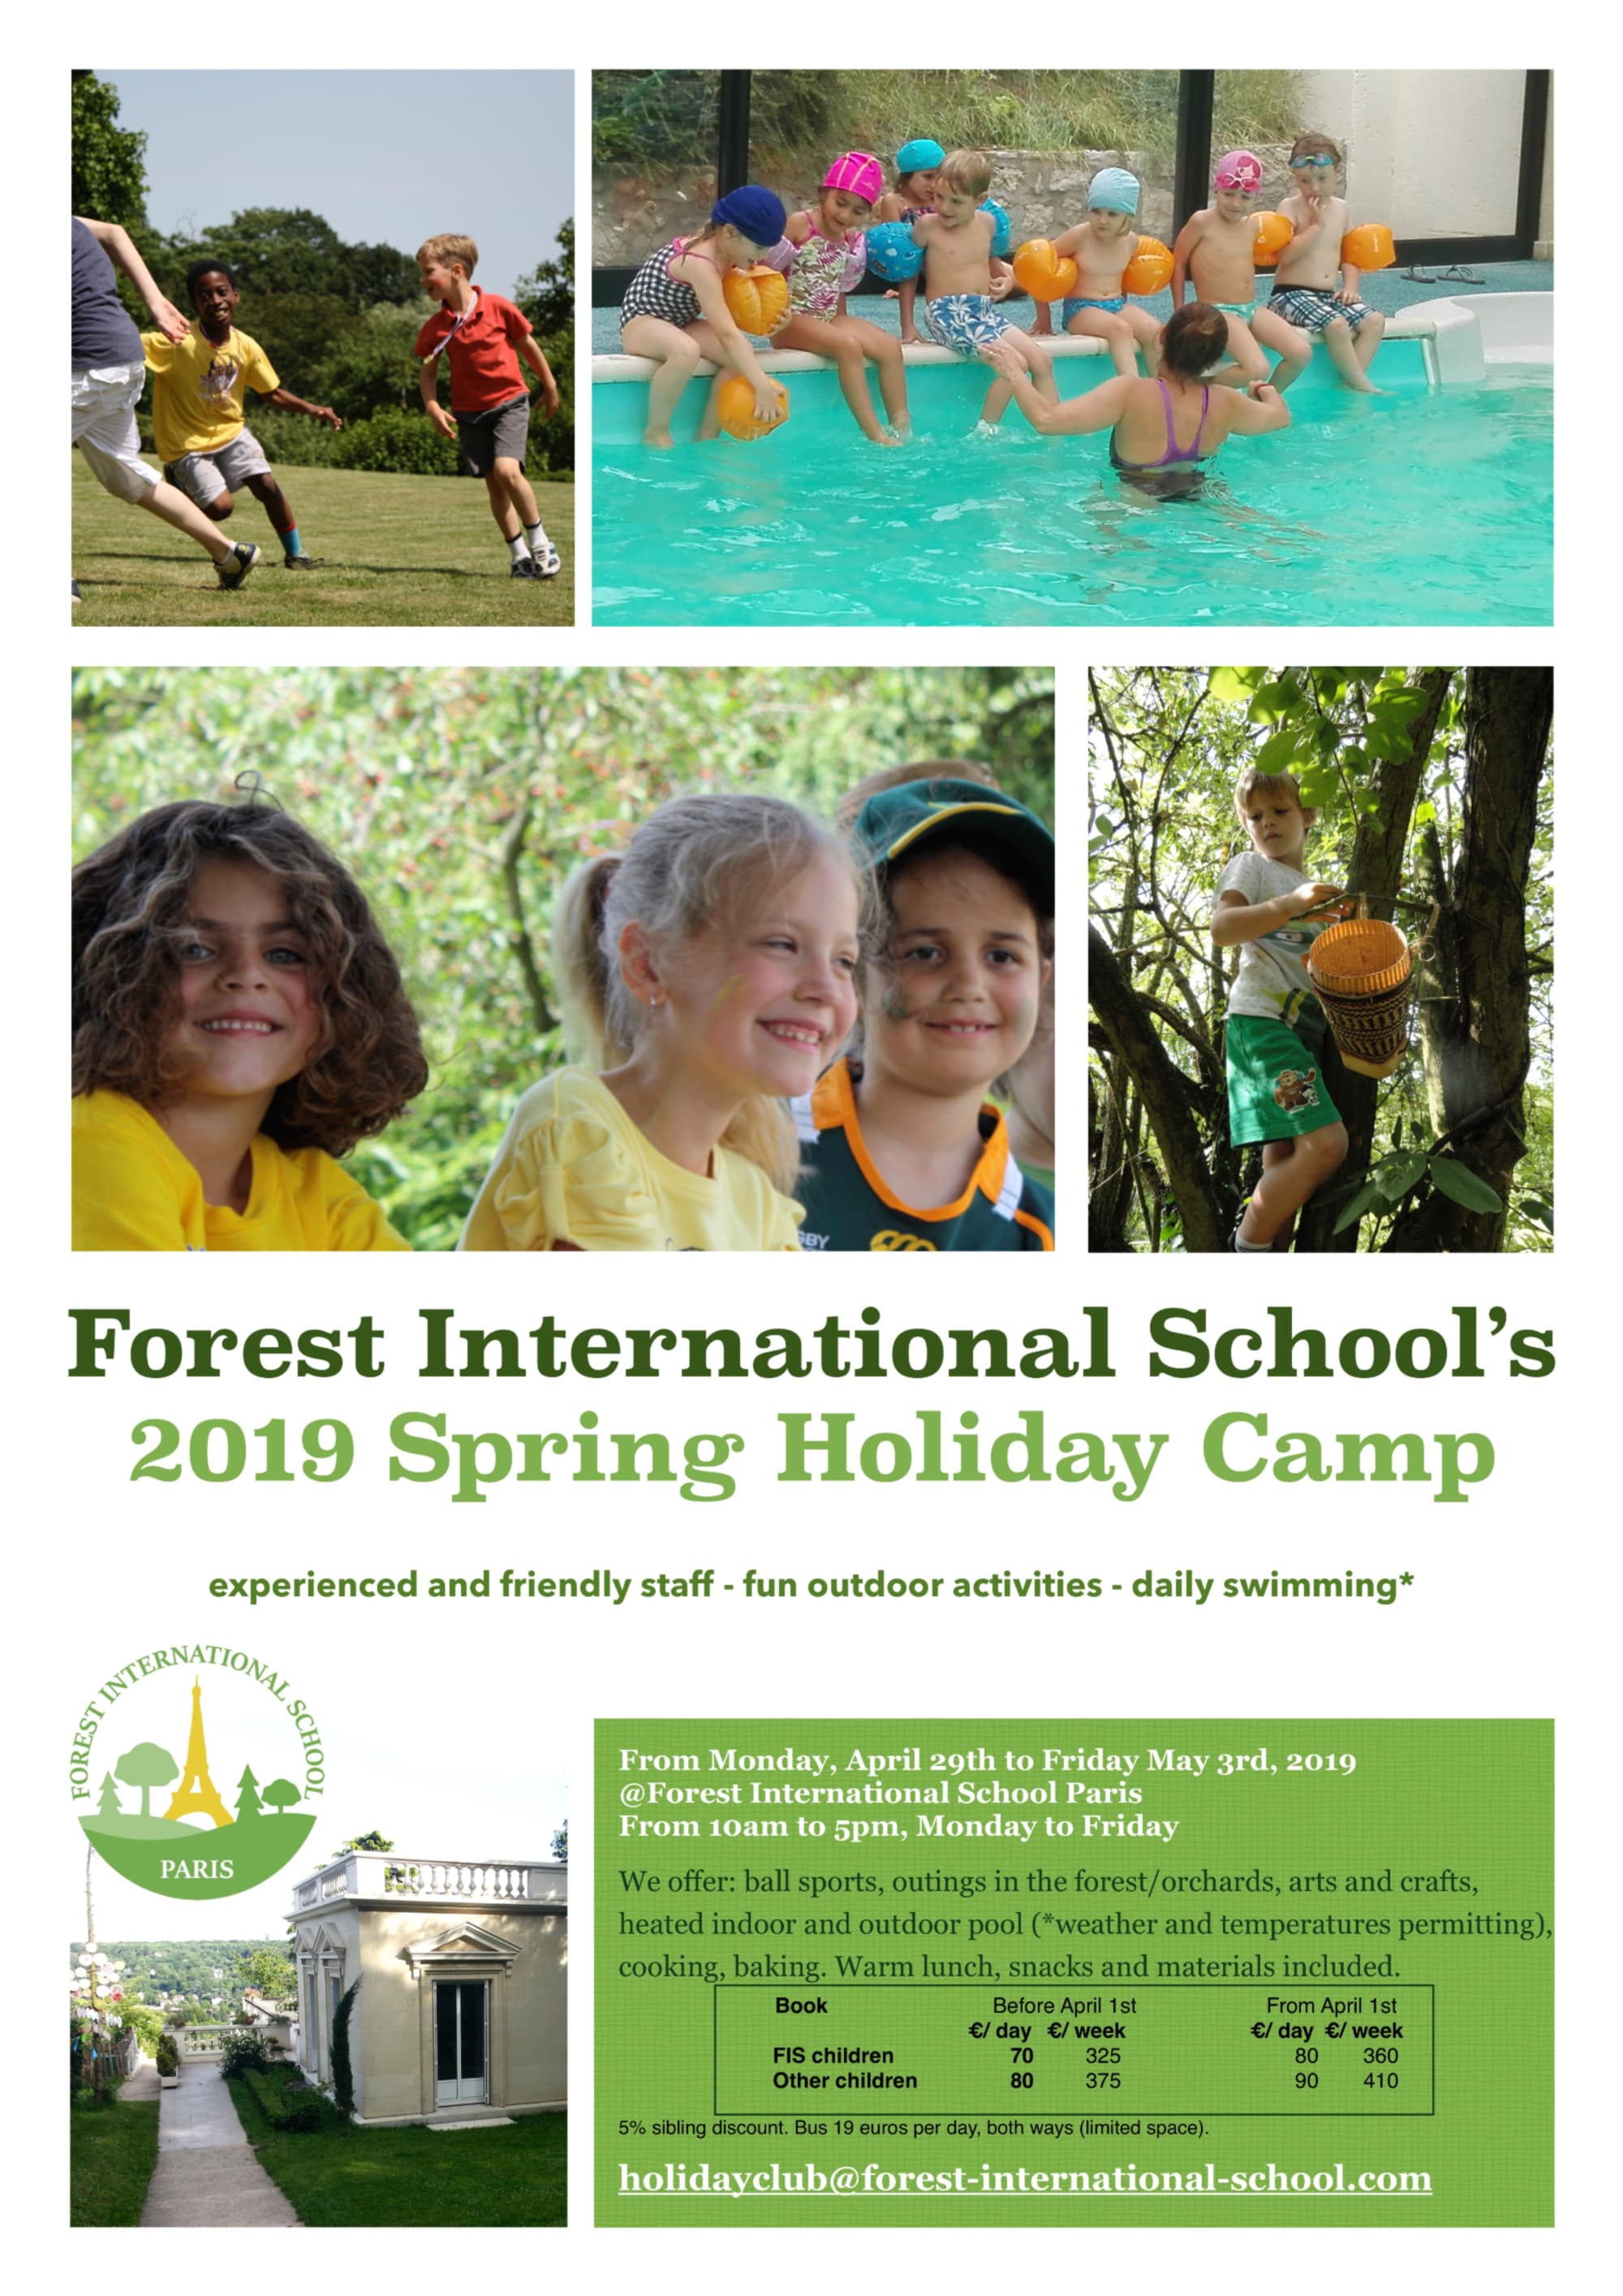 Forest International School's
2019 Spring Holiday Camp
experienced and friendly staff - fun outdoor activities - daily swimming*
FOREST INTERNATIONAL SCHOOL
PARIS
From Monday, April 29th to Friday May 3rd, 2019
@Forest International School Paris
From 10am to 5pm, Monday to Friday
We offer: ball sports, outings in the forest/orchards, arts and crafts,
heated indoor and outdoor pool (*weather and temperatures permitting),
cooking, baking. Warm lunch, snacks and materials included.
Book Before April 1st From April 1st
€/ day €/ week €/ day €/ week
FIS children 70 325 80 360
Other children 80 375 90 410
5% sibling discount. Bus 19 euros per day, both ways (limited space).
holidayclub@forest-international-school.com